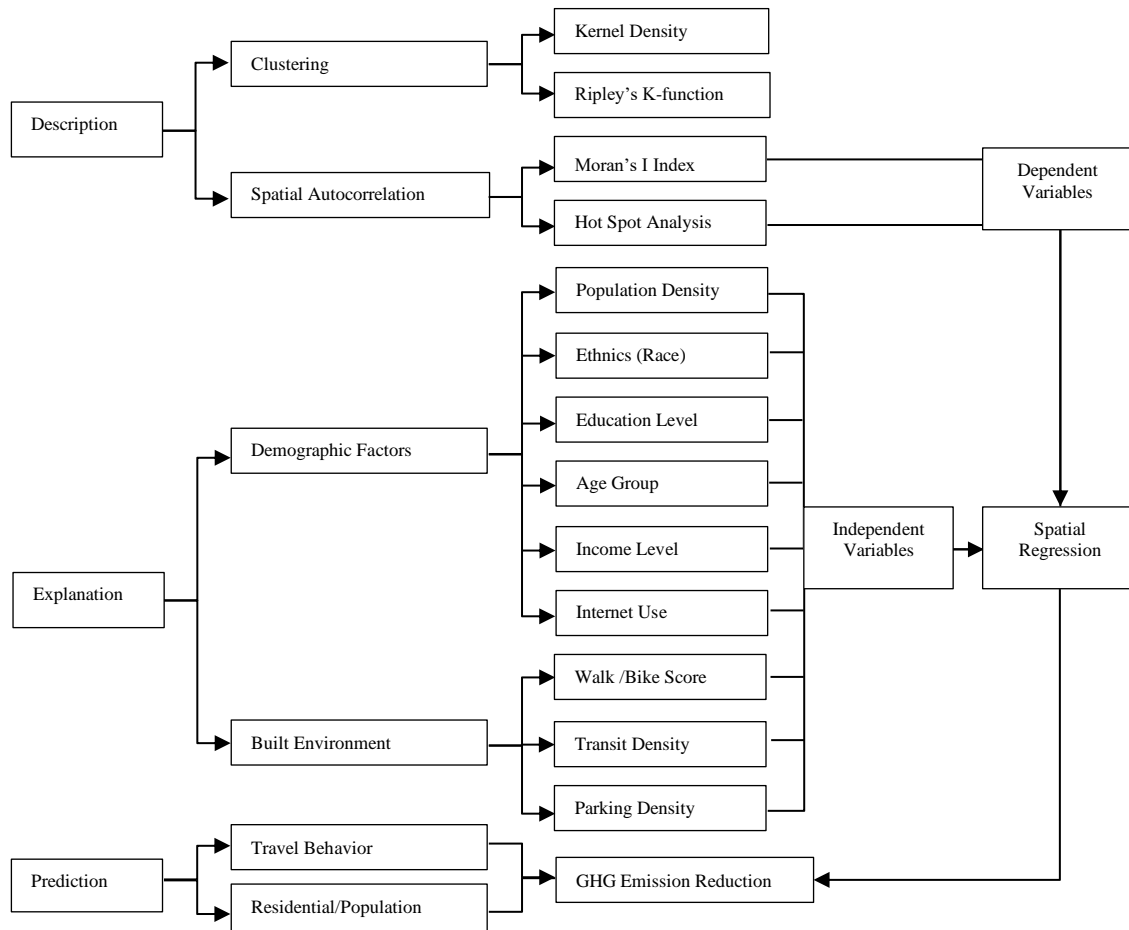 Kernel Density
Clustering
Ripley's K-function
Description
Moran's I Index
Dependent
Variables
Spatial Autocorrelation
Hot Spot Analysis
Population Density
Ethnics (Race)
Education Level
Demographic Factors
Age Group
Independent
Variables
Spatial
Regression
Income Level
Explanation
Internet Use
Walk /Bike Score
Built Environment
Transit Density
Parking Density
Travel Behavior
Prediction
GHG Emission Reduction
Residential/Population